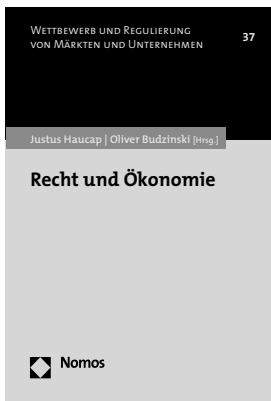 Wettbewerb und Regulierung
von Märkten und Unternehmen
37
Justus Haucap | Oliver Budzinski [Hrsg.]
Recht und Ökonomie
Nomos